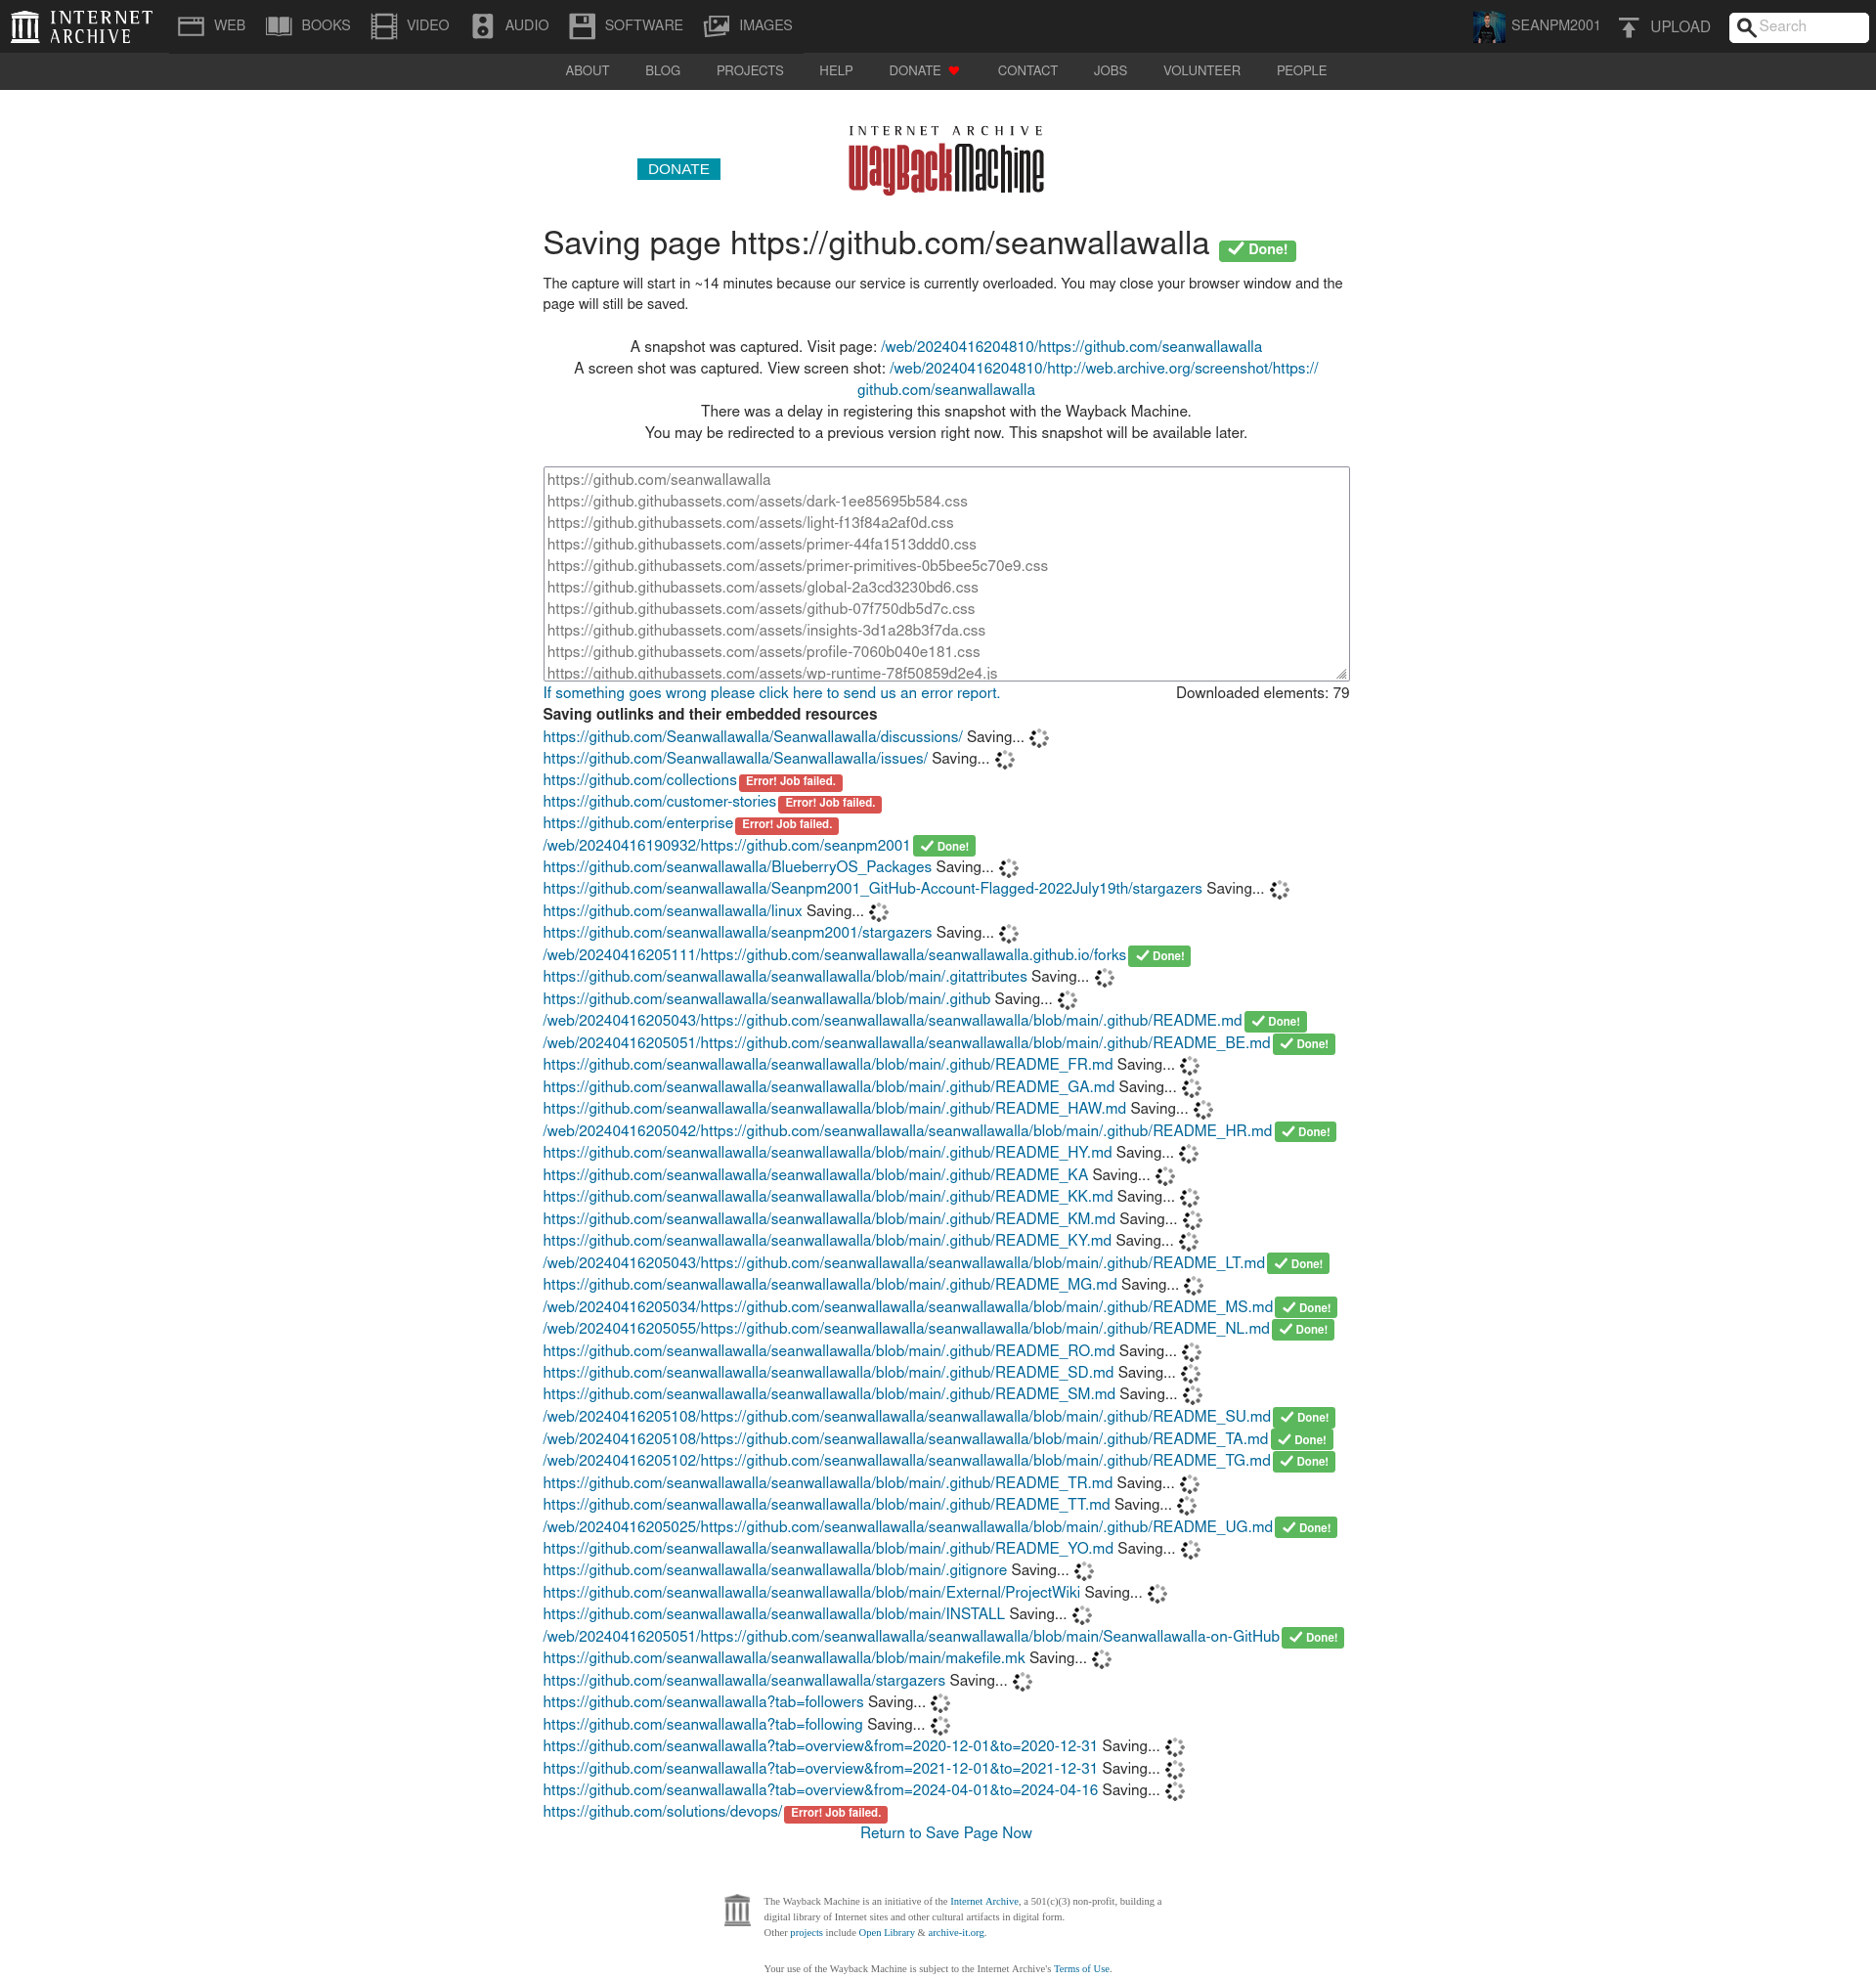 INTERNET ARCHIVE
WEB BOOKS VIDEO AUDIO SOFTWARE IMAGES SEANPM2001 UPLOAD Search
ABOUT BLOG PROJECTS HELP DONATE CONTACT JOBS VOLUNTEER PEOPLE
INTERNET ARCHIVE
DONATE WayBackMachine
Saving page https://github.com/seanwallawalla Done!
The capture will start in ~14 minutes because our service is currently overloaded. You may close your browser window and the
page will still be saved.
A snapshot was captured. Visit page: /web/20240416204810/https://github.com/seanwallawalla
A screen shot was captured. View screen shot: /web/20240416204810/http://web.archive.org/screenshot/https://
github.com/seanwallawalla
There was a delay in registering this snapshot with the Wayback Machine.
You may be redirected to a previous version right now. This snapshot will be available later.
https://github.com/seanwallawalla
https://github.githubassets.com/assets/dark-1ee85695b584.css
https://github.githubassets.com/assets/light-f13f84a2af0d.css
https://github.githubassets.com/assets/primer-44fa1513ddd0.css
https://github.githubassets.com/assets/primer-primitives-0b5bee5c70e9.css
https://github.githubassets.com/assets/global-2a3cd3230bd6.css
https://github.githubassets.com/assets/github-07f750db5d7c.css
https://github.githubassets.com/assets/insights-3d1a28b3f7da.css
https://github.githubassets.com/assets/profile-7060b040e181.css
https://github.githubassets.com/assets/wp-runtime-78f50859d2e4.js
If something goes wrong please click here to send us an error report. Downloaded elements: 79
Saving outlinks and their embedded resources
https://github.com/Seanwallawalla/Seanwallawalla/discussions/ Saving...
https://github.com/Seanwallawalla/Seanwallawalla/issues/ Saving...
https://github.com/collections Error! Job failed.
https://github.com/customer-stories Error! Job failed.
https://github.com/enterprise Error! Job failed.
/web/20240416190932/https://github.com/seanpm2001 Done!
https://github.com/seanwallawalla/BlueberryOS_Packages Saving...
https://github.com/seanwallawalla/Seanpm2001_GitHub-Account-Flagged-2022July19th/stargazers Saving...
https://github.com/seanwallawalla/linux Saving...
https://github.com/seanwallawalla/seanpm2001/stargazers Saving...
/web/20240416205111/https://github.com/seanwallawalla/seanwallawalla.github.io/forks Done!
https://github.com/seanwallawalla/seanwallawalla/blob/main/.gitattributes Saving...
https://github.com/seanwallawalla/seanwallawalla/blob/main/.github Saving...
/web/20240416205043/https://github.com/seanwallawalla/seanwallawalla/blob/main/.github/README.md Done!
/web/20240416205051/https://github.com/seanwallawalla/seanwallawalla/blob/main/.github/README_BE.md Done!
https://github.com/seanwallawalla/seanwallawalla/blob/main/.github/README_FR.md Saving...
https://github.com/seanwallawalla/seanwallawalla/blob/main/.github/README_GA.md Saving...
https://github.com/seanwallawalla/seanwallawalla/blob/main/.github/README_HAW.md Saving...
/web/20240416205042/https://github.com/seanwallawalla/seanwallawalla/blob/main/.github/README_HR.md Done!
https://github.com/seanwallawalla/seanwallawalla/blob/main/.github/README_HY.md Saving...
https://github.com/seanwallawalla/seanwallawalla/blob/main/.github/README_KA Saving...
https://github.com/seanwallawalla/seanwallawalla/blob/main/.github/README_KK.md Saving...
https://github.com/seanwallawalla/seanwallawalla/blob/main/.github/README_KM.md Saving...
https://github.com/seanwallawalla/seanwallawalla/blob/main/.github/README_KY.md Saving...
/web/20240416205043/https://github.com/seanwallawalla/seanwallawalla/blob/main/.github/README_LT.md Done!
https://github.com/seanwallawalla/seanwallawalla/blob/main/.github/README_MG.md Saving...
/web/20240416205034/https://github.com/seanwallawalla/seanwallawalla/blob/main/.github/README_MS.md Done!
/web/20240416205055/https://github.com/seanwallawalla/seanwallawalla/blob/main/.github/README_NL.md Done!
https://github.com/seanwallawalla/seanwallawalla/blob/main/.github/README_RO.md Saving...
https://github.com/seanwallawalla/seanwallawalla/blob/main/.github/README_SD.md Saving...
https://github.com/seanwallawalla/seanwallawalla/blob/main/.github/README_SM.md Saving...
/web/20240416205108/https://github.com/seanwallawalla/seanwallawalla/blob/main/.github/README_SU.md Done!
/web/20240416205108/https://github.com/seanwallawalla/seanwallawalla/blob/main/.github/README_TA.md Done!
/web/20240416205102/https://github.com/seanwallawalla/seanwallawalla/blob/main/.github/README_TG.md Done!
https://github.com/seanwallawalla/seanwallawalla/blob/main/.github/README_TR.md Saving...
https://github.com/seanwallawalla/seanwallawalla/blob/main/.github/README_TT.md Saving...
/web/20240416205025/https://github.com/seanwallawalla/seanwallawalla/blob/main/.github/README_UG.md Done!
https://github.com/seanwallawalla/seanwallawalla/blob/main/.github/README_YO.md Saving...
https://github.com/seanwallawalla/seanwallawalla/blob/main/.gitignore Saving...
https://github.com/seanwallawalla/seanwallawalla/blob/main/External/ProjectWiki Saving...
https://github.com/seanwallawalla/seanwallawalla/blob/main/INSTALL Saving...
/web/20240416205051/https://github.com/seanwallawalla/seanwallawalla/blob/main/Seanwallawalla-on-GitHub Done!
https://github.com/seanwallawalla/seanwallawalla/blob/main/makefile.mk Saving...
https://github.com/seanwallawalla/seanwallawalla/stargazers Saving...
https://github.com/seanwallawalla?tab=followers Saving...
https://github.com/seanwallawalla?tab=following Saving...
https://github.com/seanwallawalla?tab=overview&from=2020-12-01&to=2020-12-31 Saving...
https://github.com/seanwallawalla?tab=overview&from=2021-12-01&to=2021-12-31 Saving...
https://github.com/seanwallawalla?tab=overview&from=2024-04-01&to=2024-04-16 Saving...
https://github.com/solutions/devops/ Error! Job failed.
Return to Save Page Now
The Wayback Machine is an initiative of the Internet Archive, a 501(c)(3) non-profit, building a
digital library of Internet sites and other cultural artifacts in digital form.
Other projects include Open Library & archive-it.org.
Your use of the Wayback Machine is subject to the Internet Archive's Terms of Use.